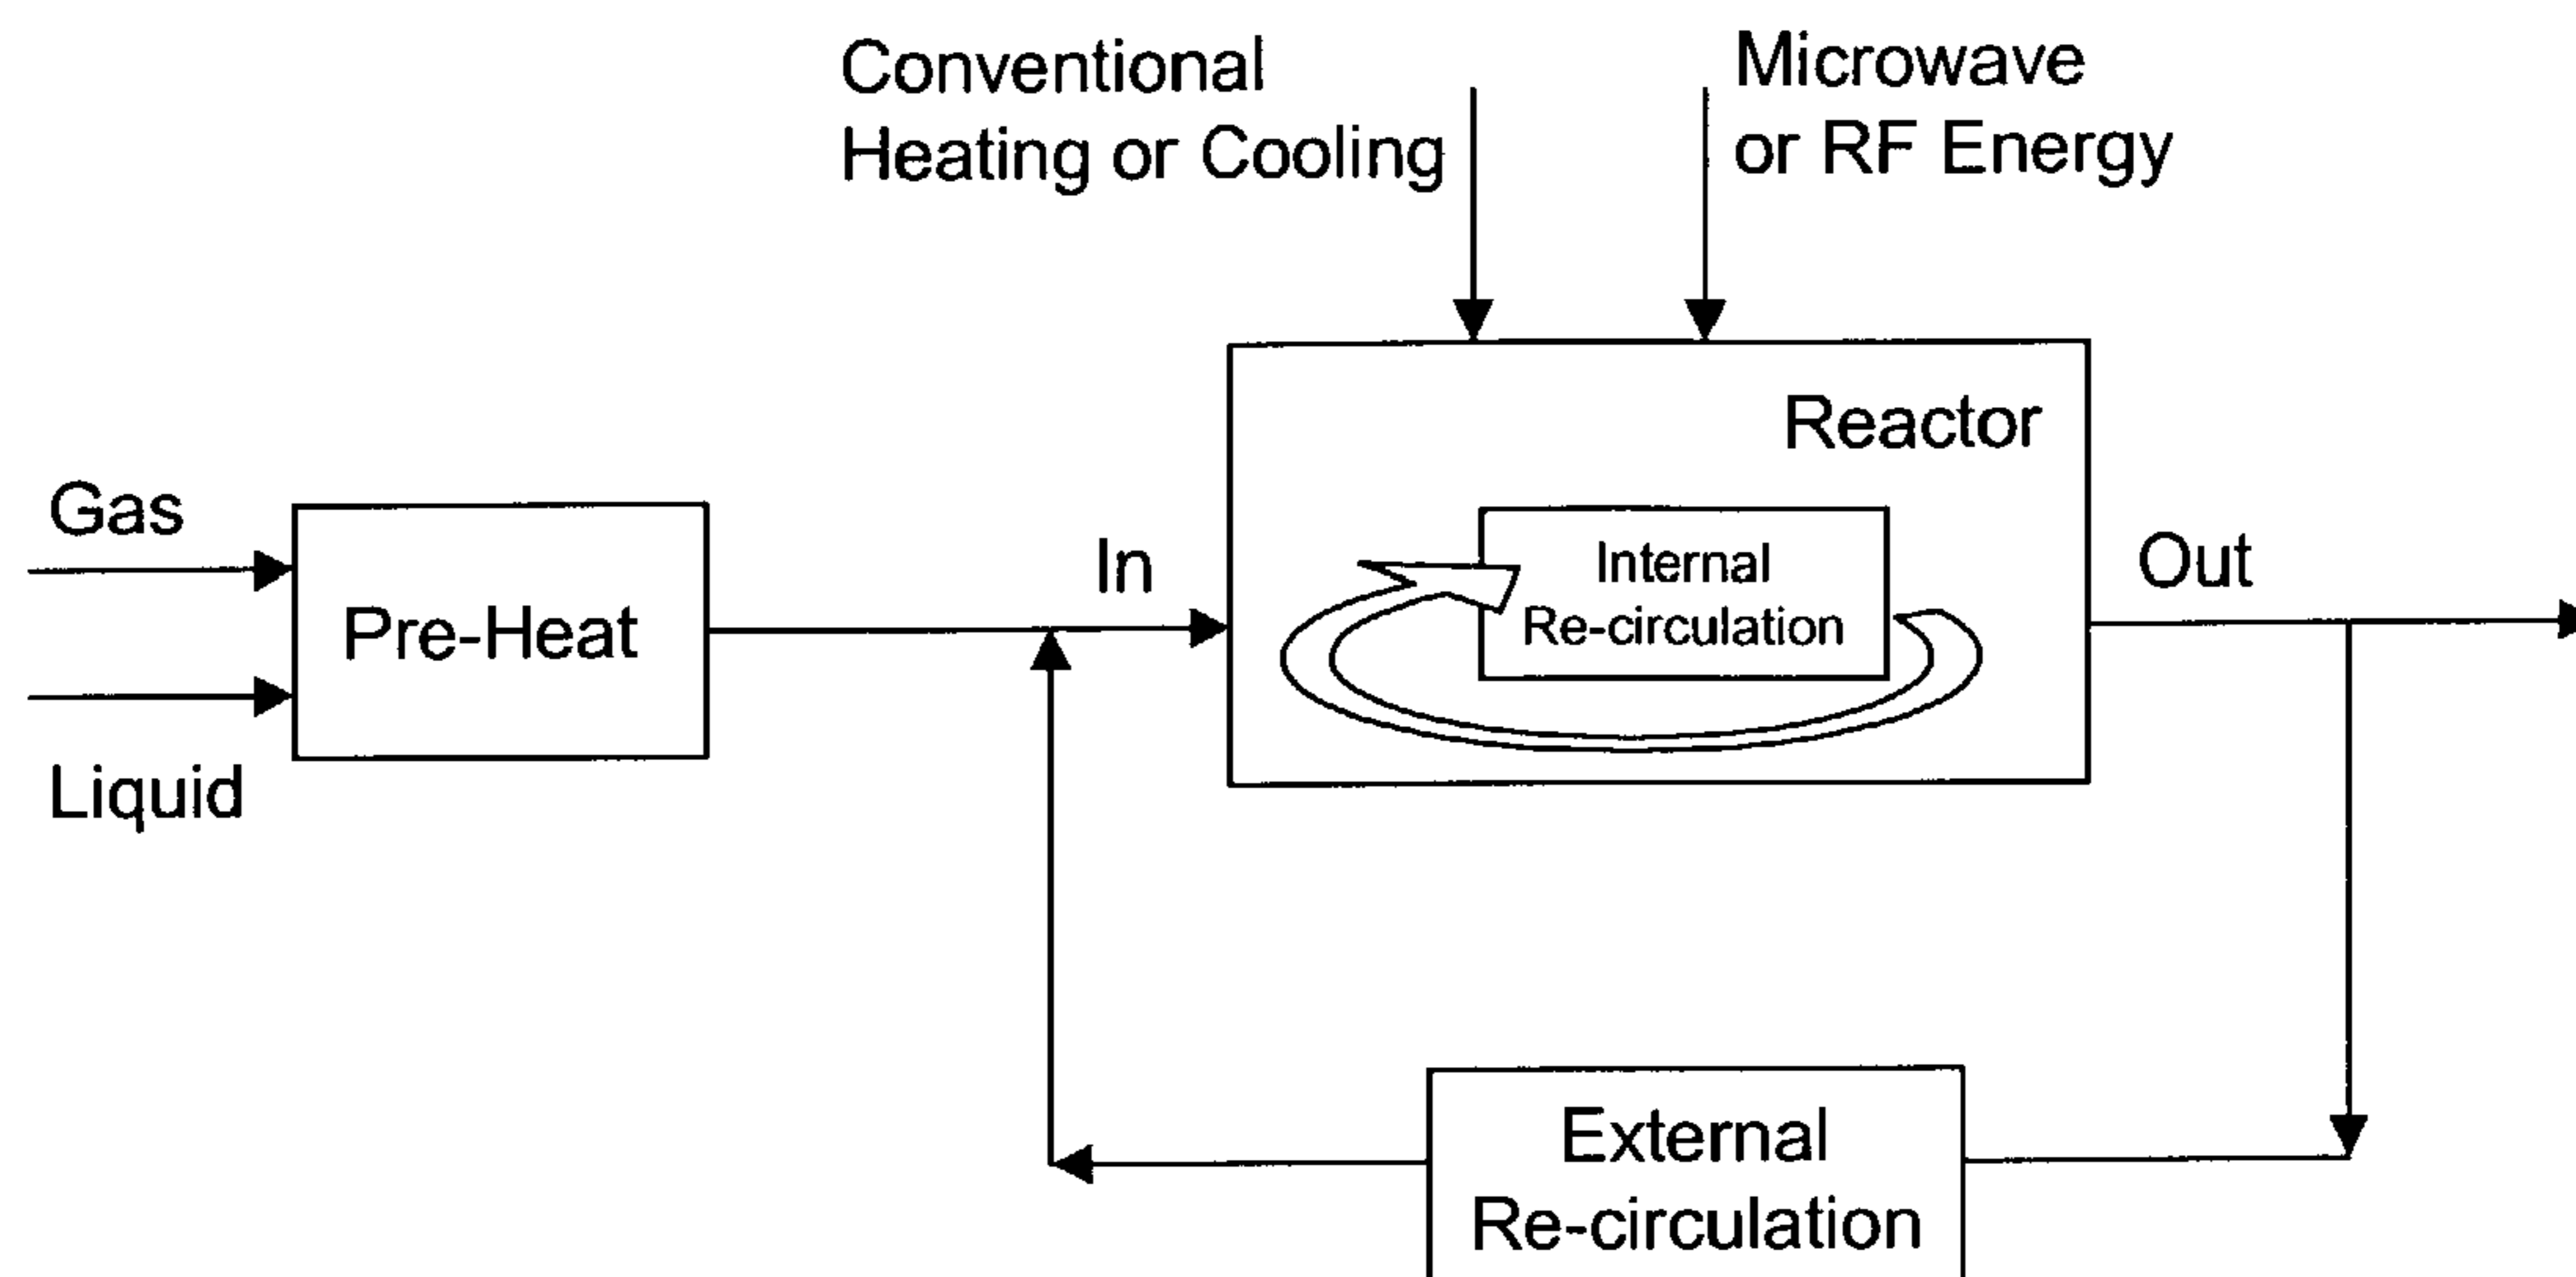 Conventional
Heating or Cooling
Microwave
or RF Energy
Reactor
Gas
Pre-Heat
Liquid
In
Internal
Re-circulation
Out
External
Re-circulation